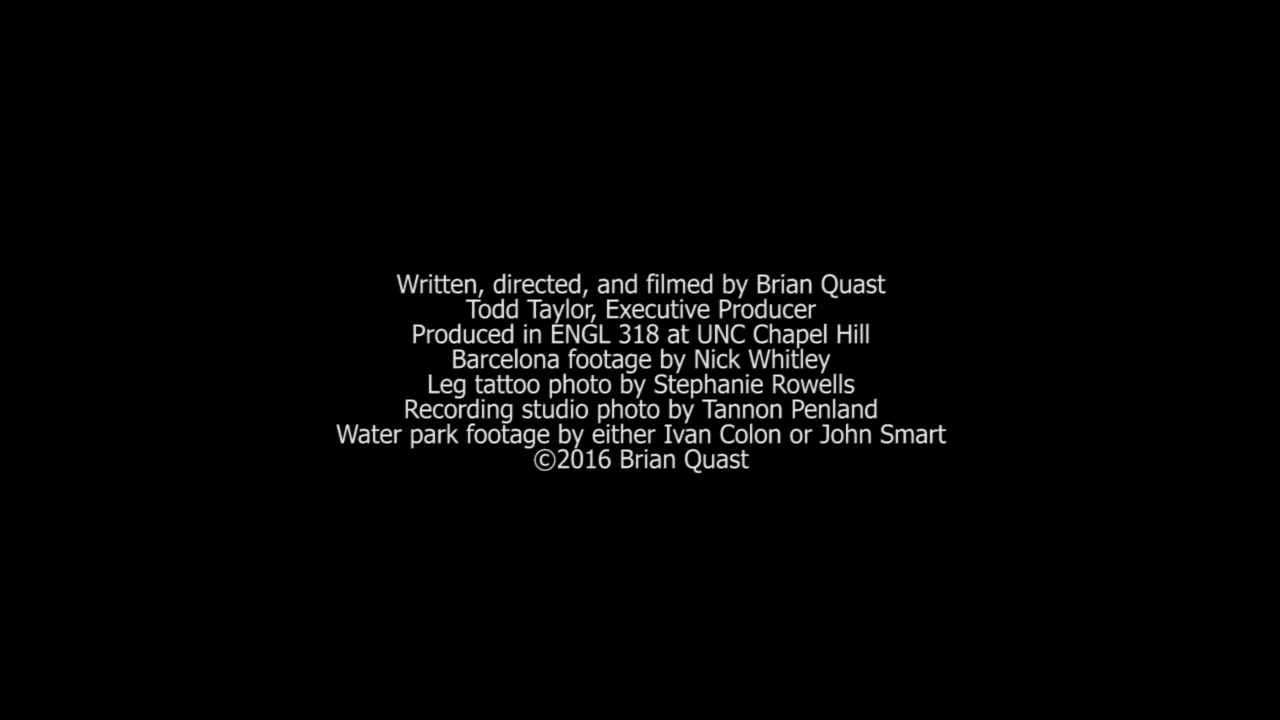 Written, directed, and filmed by Brian Quast
Todd Taylor, Executive Producer
Produced in ENGL 318 at UNC Chapel Hill
Barcelona footage by Nick Whitley
Leg tattoo photo by Stephanie Rowells
Recording studio photo by Tannon Penland
Water park footage by either Ivan Colon or John Smart
©2016 Brian Quast